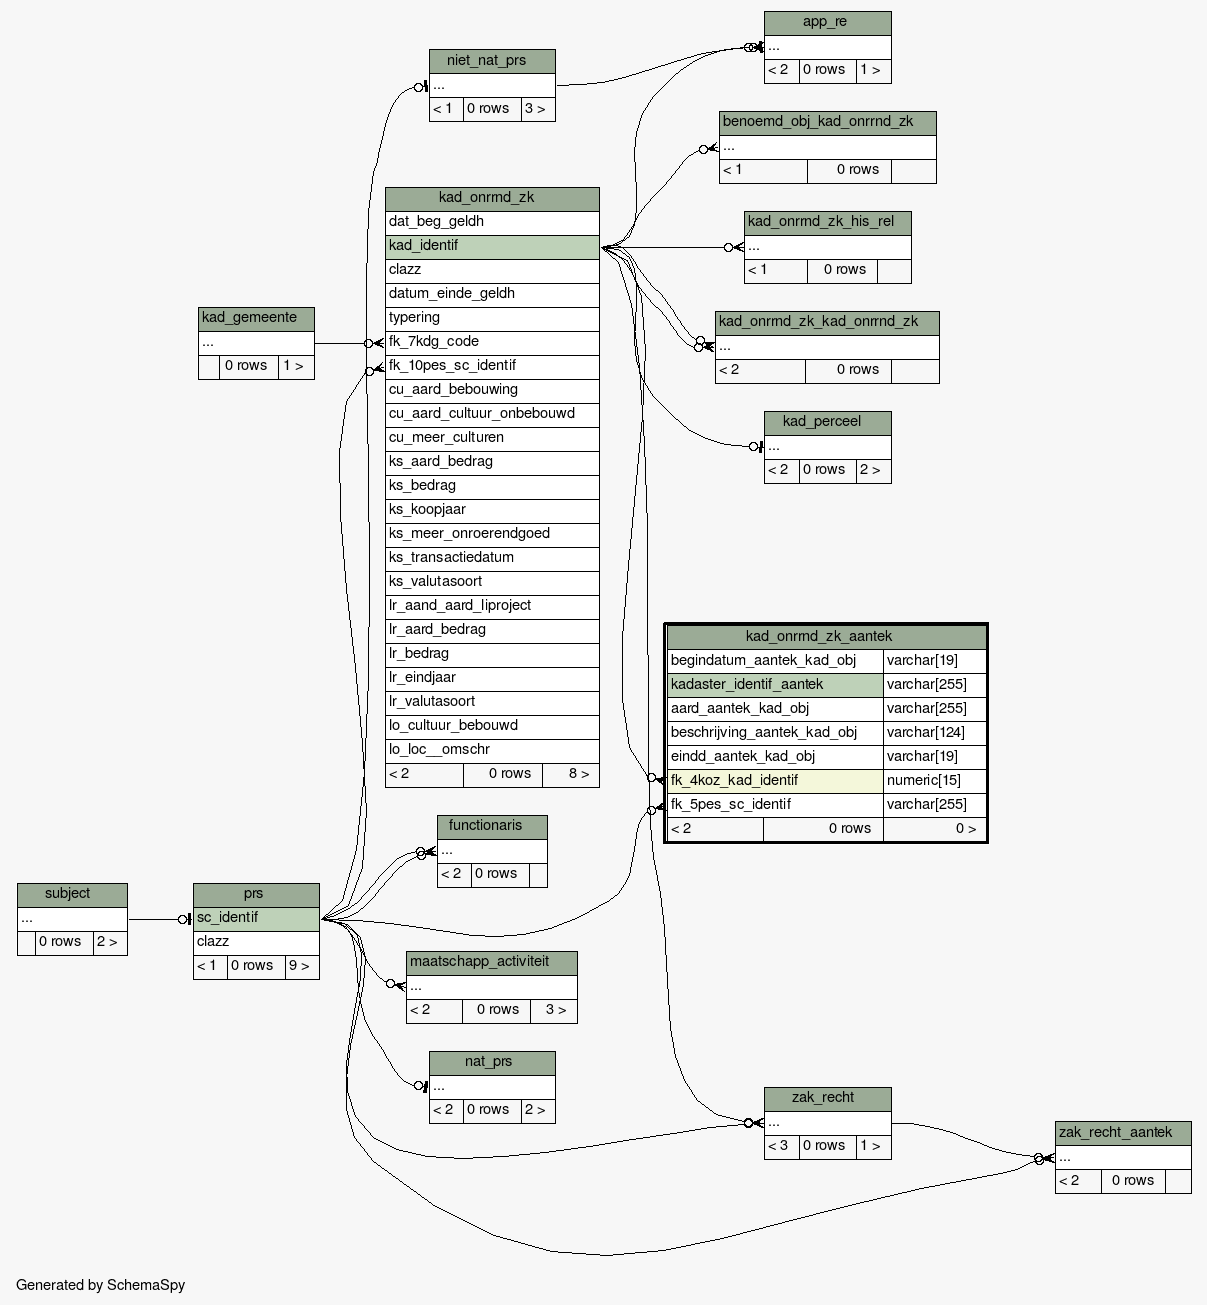 app_re
...
< 2 0 rows 1 >
niet_nat_prs
...
< 1 0 rows 3 >
benoemd_obj_kad_onrrnd_zk
...
< 1 0 rows
kad_onrrnd_zk
dat_beg_geldh
kad_identif
clazz
datum_einde_geldh
typering
fk_7kdg_code
fk_10pes_sc_identif
cu_aard_bebouwing
cu_aard_cultuur_onbebouwd
cu_meer_culturen
ks_aard_bedrag
ks_bedrag
ks_koopjaar
ks_meer_onroerendgoed
ks_transactiedatum
ks_valutasoort
lr_aand_aard_liproject
lr_aard_bedrag
lr_bedrag
lr_eindjaar
lr_valutasoort
lo_cultuur_bebouwd
lo_loc__omschr
< 2 0 rows 8 >
kad_onrrnd_zk_his_rel
...
< 1 0 rows
kad_gemeente
...
0 rows 1 >
kad_onrrnd_zk_kad_onrrnd_zk
...
< 2 0 rows
kad_perceel
...
< 2 0 rows 2 >
kad_onrrnd_zk_aantek
begindatum_aantek_kad_obj varchar[19]
kadaster_identif_aantek varchar[255]
aard_aantek_kad_obj varchar[255]
beschrijving_aantek_kad_obj varchar[124]
eindd_aantek_kad_obj varchar[19]
fk_4koz_kad_identif numeric[15]
fk_5pes_sc_identif varchar[255]
< 2 0 rows 0 >
functionaris
...
< 2 0 rows
subject
...
0 rows 2 >
prs
sc_identif
clazz
< 1 0 rows 9 >
maatschapp_activiteit
...
< 2 0 rows 3 >
nat_prs
...
< 2 0 rows 2 >
zak_recht
...
< 3 0 rows 1 >
zak_recht_aantek
...
< 2 0 rows
Generated by SchemaSpy